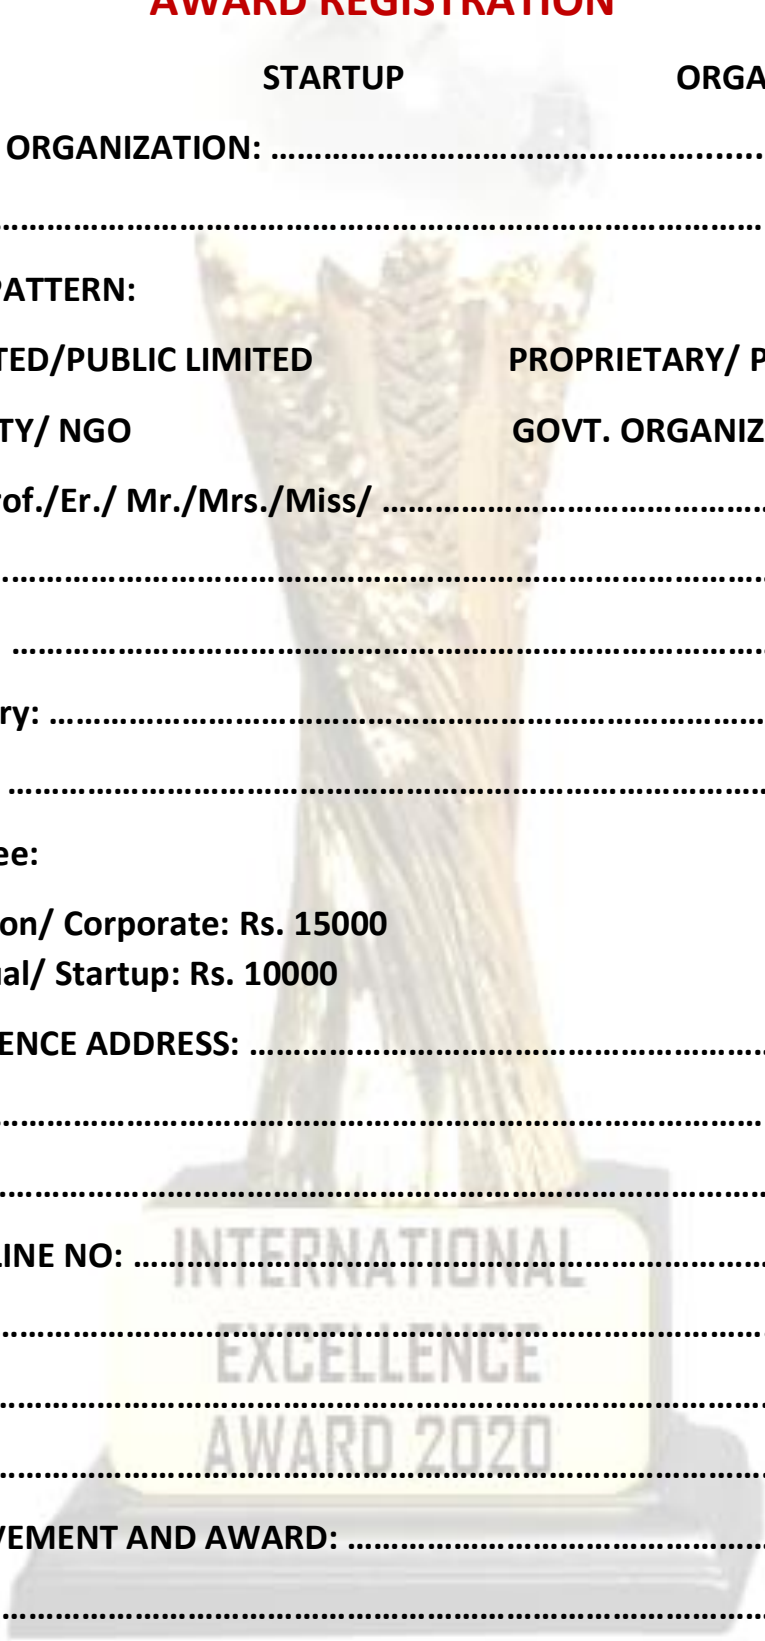 AWARD REGISTRATION
STARTUP ORGA
ORGANIZATION: ……………………………………………........
……………………………………………………………………………………
PATTERN:
TED/PUBLIC LIMITED PROPRIETARY/ P
TY/ NGO GOVT. ORGANIZ
rof./Er./ Mr./Mrs./Miss/ …………………………………………
……………………………………………………………………………………
……………………………………………………………………………………
ry: ………………………………………………………………………………
……………………………………………………………………………………
ee:
on/ Corporate: Rs. 15000
ual/ Startup: Rs. 10000
ENCE ADDRESS: ………………………………………………………
……………………………………………………………………………………
……………………………………………………………………………………
LINE NO: ……………………………………………………………………
……………………………………………………………………………………
……………………………………………………………………………………
……………………………………………………………………………………
VEMENT AND AWARD: ……………………………………………
……………………………………………………………………………………
INTERNATIONAL
EXCELLENCE
AWARD 2020